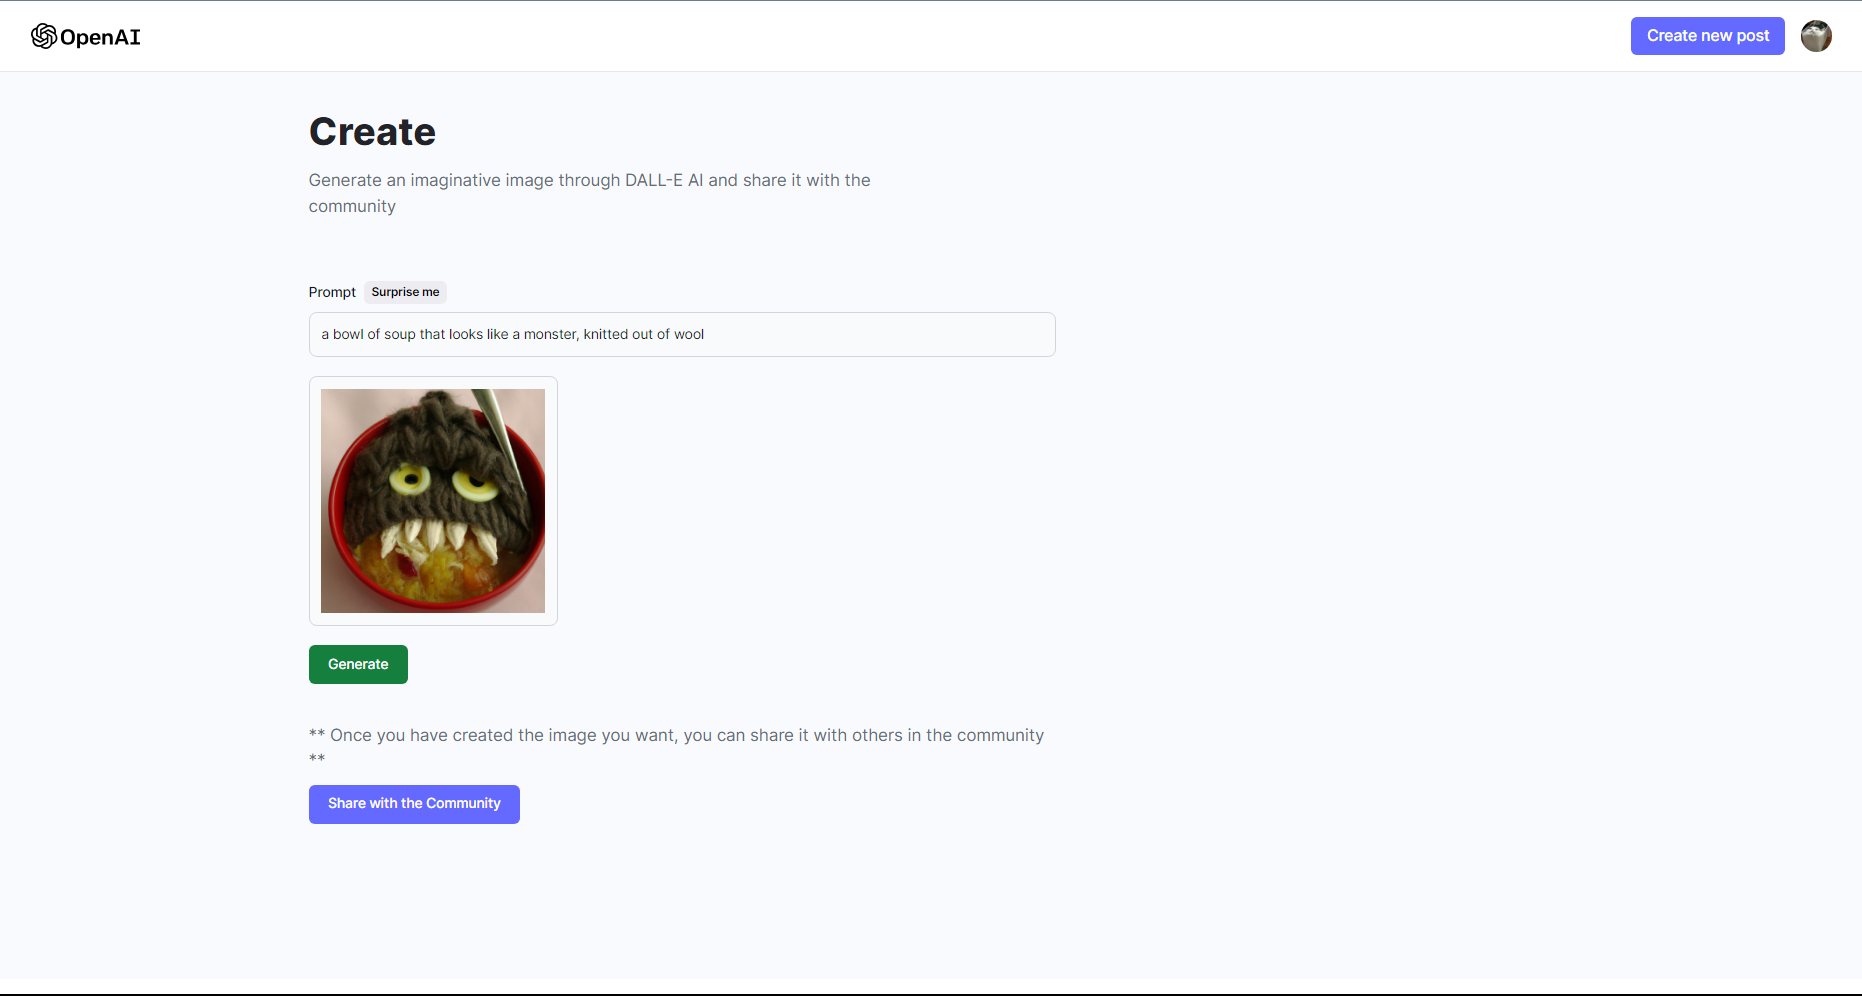 OpenAI
Create new post
Create
Generate an imaginative image through DALL-E AI and share it with the
community
Prompt
Surprise me
a bowl of soup that looks like a monster, knitted out of wool
Generate
** Once you have created the image you want, you can share it with others in the community
**
Share with the Community